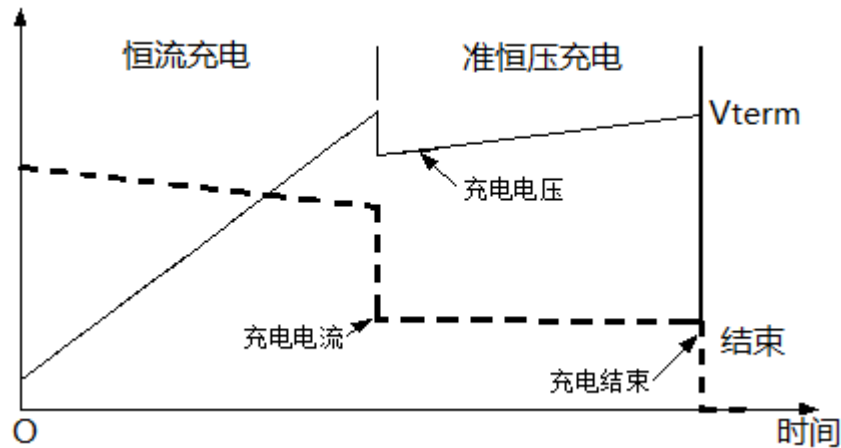 恒流充电
准恒压充电
Vterm
充电电压
充电电流
结束
充电结束
O
时间